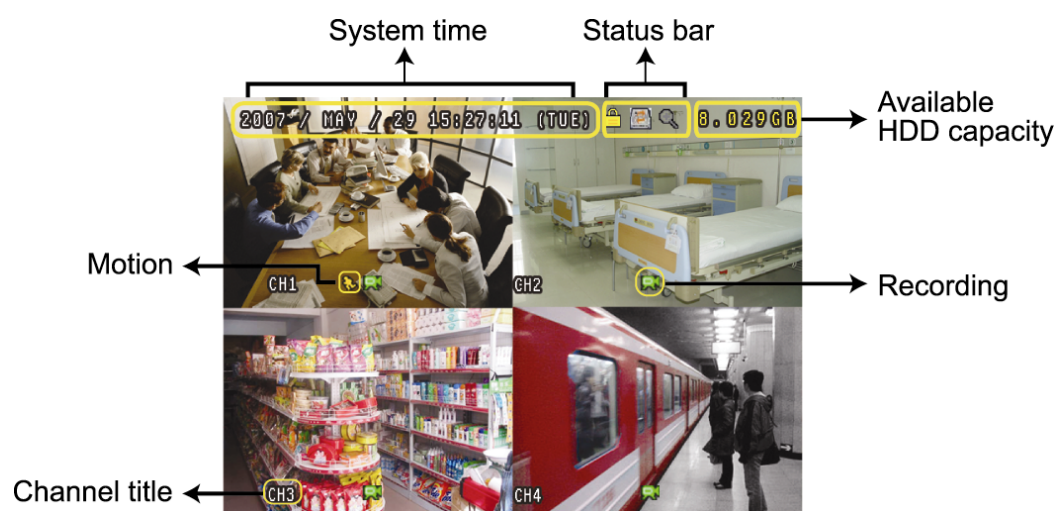 System time
Status bar
2007 / MAY / 29 15:27:11 (TUE)
8.029GB
Available
HDD capacity
Motion
CH1
CH2
Recording
Channel title
CH3
CH4